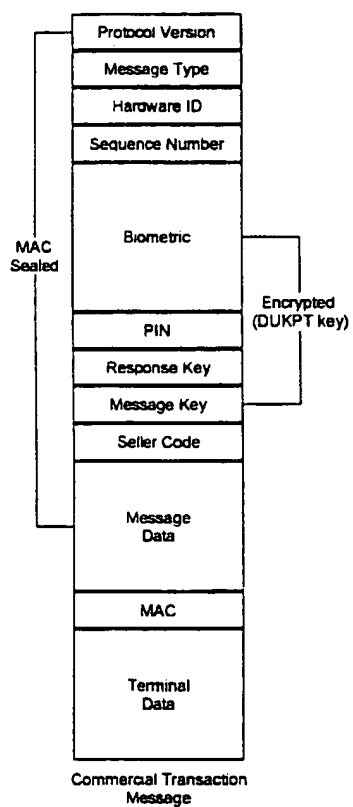 Protocol Version
Message Type
Hardware ID
Sequence Number
Biometric
MAC
Sealed
Encrypted
(DUKPT key)
PIN
Response Key
Message Key
Seller Code
Message
Data
MAC
Terminal
Data
Commercial Transaction
Message